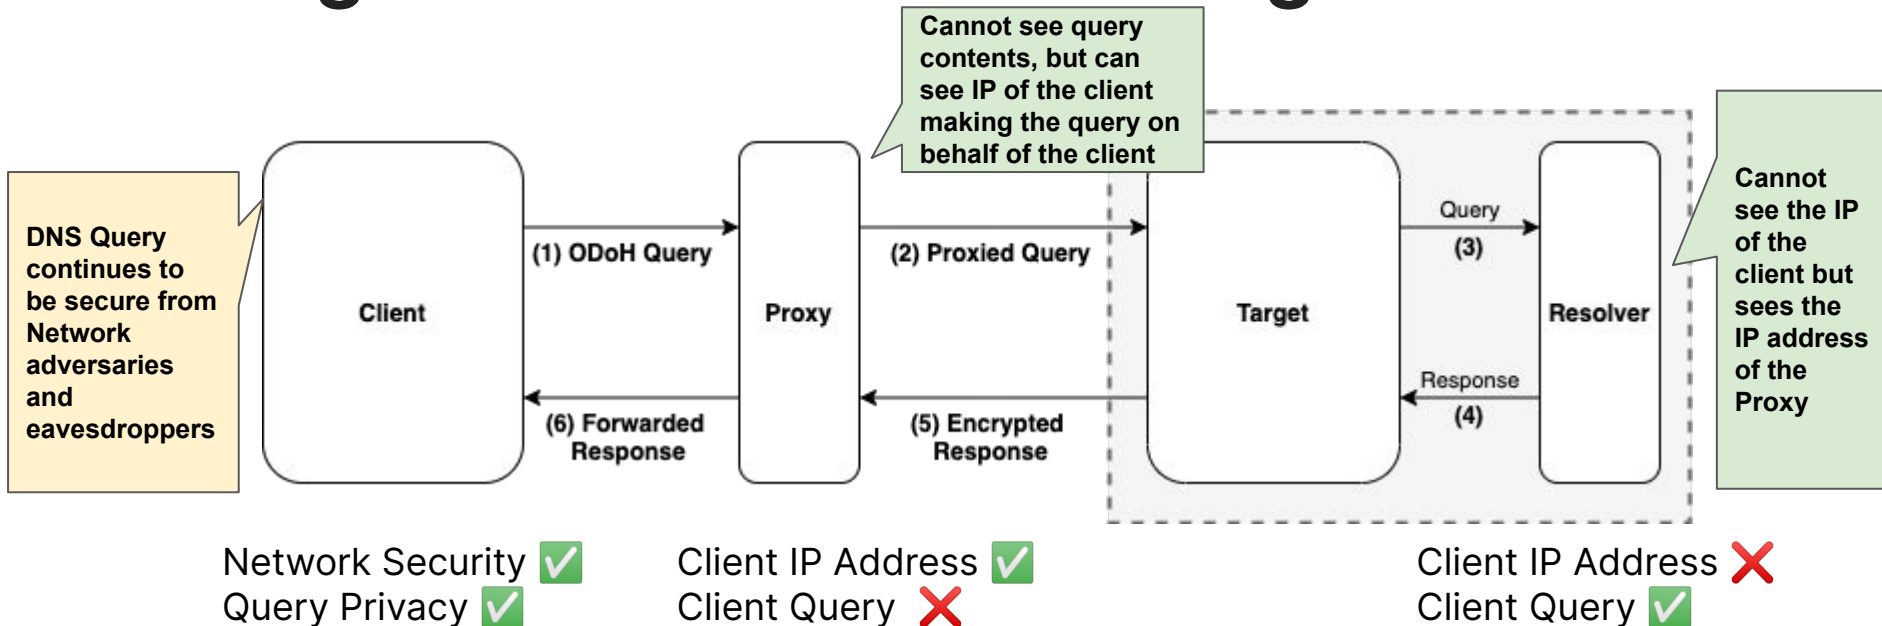 Cannot see query
contents, but can
see IP of the client
making the query on
behalf of the client
DNS Query
continues to
be secure from
Network
adversaries
and
eavesdroppers
Client
(1) ODoH Query
(6) Forwarded
Response
Proxy
(2) Proxied Query
(5) Encrypted
Response
Target
Query
(3)
Response
(4)
Resolver
Cannot
see the IP
of the
client but
sees the
IP address
of the
Proxy
Network Security ✅
Query Privacy ✅
Client IP Address ✅
Client Query ❌
Client IP Address ❌
Client Query ✅